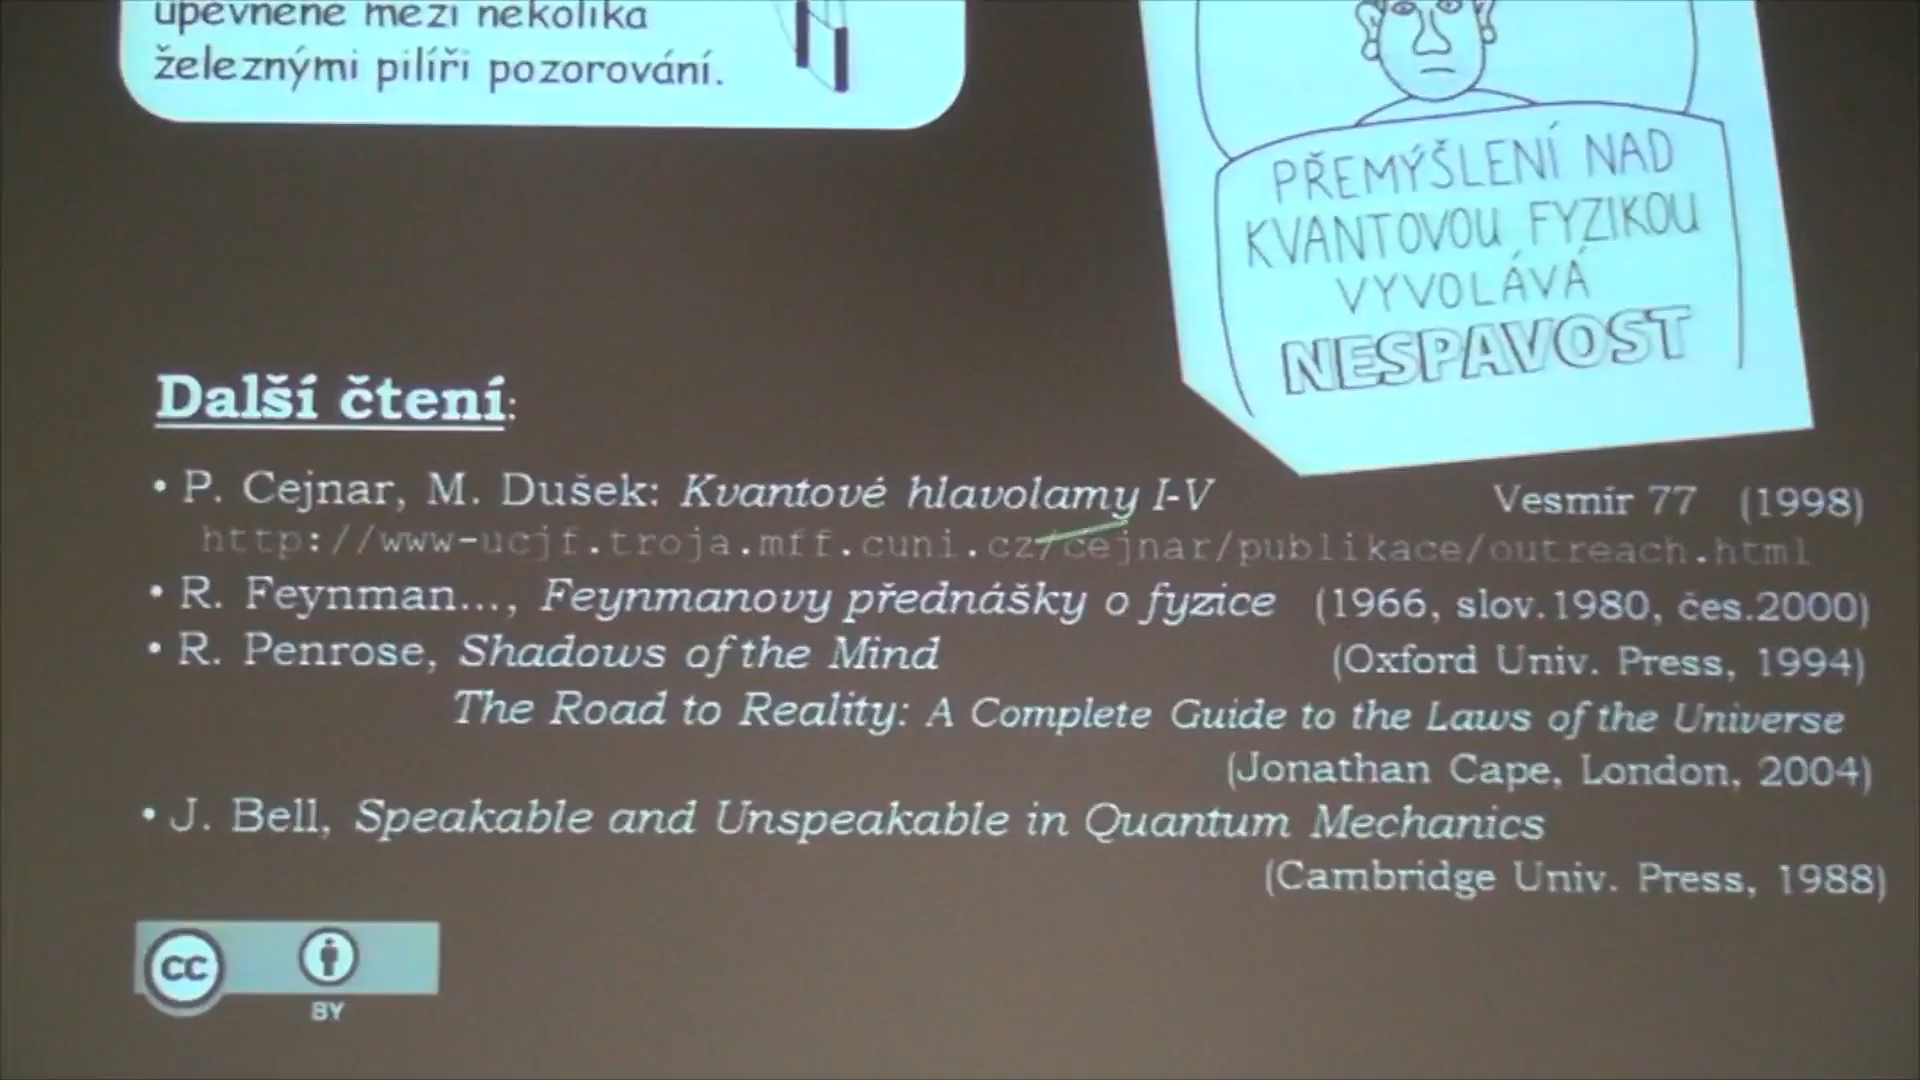 upevněné mezi několika
železnými pilíři pozorování.
PŘEMÝŠLENÍ NAD
KVANTOVOU FYZIKOU
VYVOLÁVÁ
NESPAVOST
Další čtení:
• P. Cejnar, M. Dušek: Kvantové hlavolamy I-V Vesmír 77 (1998)
http://www-ucjf.troja.mff.cuni.cz/cejnar/publikace/outreach.html
• R. Feynman..., Feynmanovy přednášky o fyzice (1966, slov.1980, čes.2000)
• R. Penrose, Shadows of the Mind (Oxford Univ. Press, 1994)
The Road to Reality: A Complete Guide to the Laws of the Universe
(Jonathan Cape, London, 2004)
• J. Bell, Speakable and Unspeakable in Quantum Mechanics
(Cambridge Univ. Press, 1988)
cc
BY